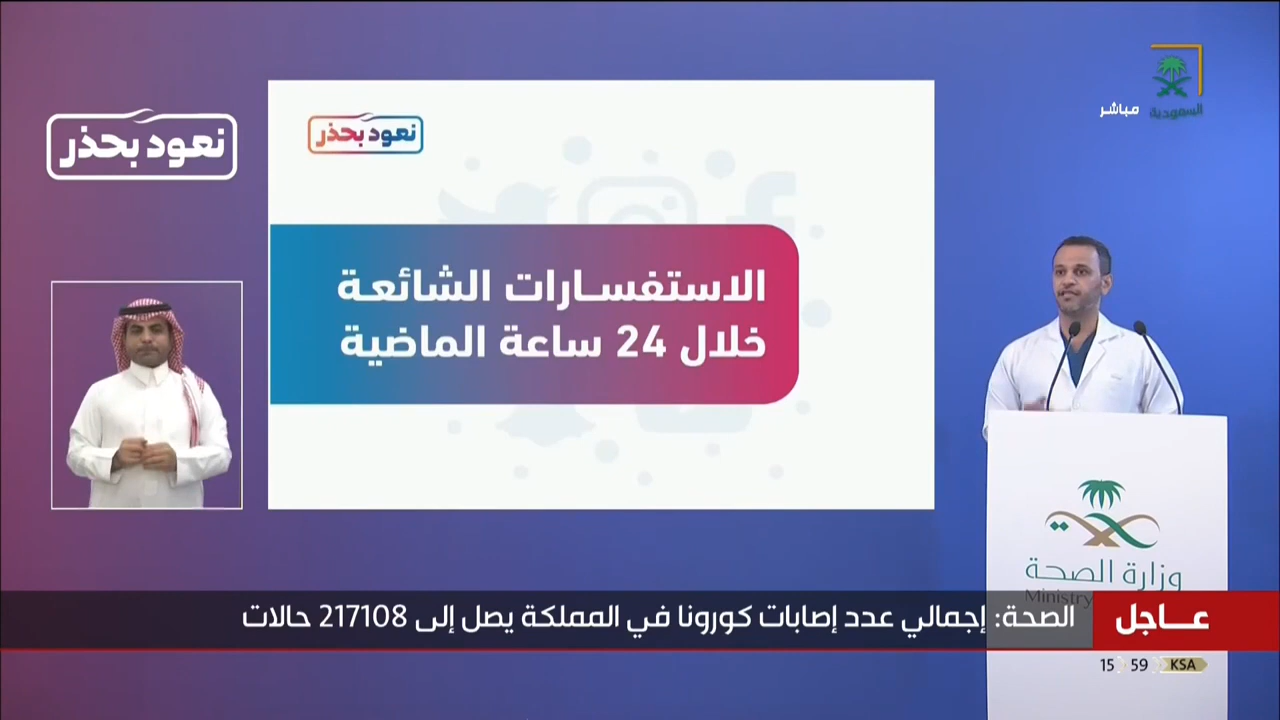 نعود بحذر
نعود بحذر
السعودية
مباشر
الاستفسارات الشائعة
خلال 24 ساعة الماضية
وزارة الصحة
Ministry
عاجل
الصحة: إجمالي عدد إصابات كورونا في المملكة يصل إلى 217108 حالات
15 59 KSA